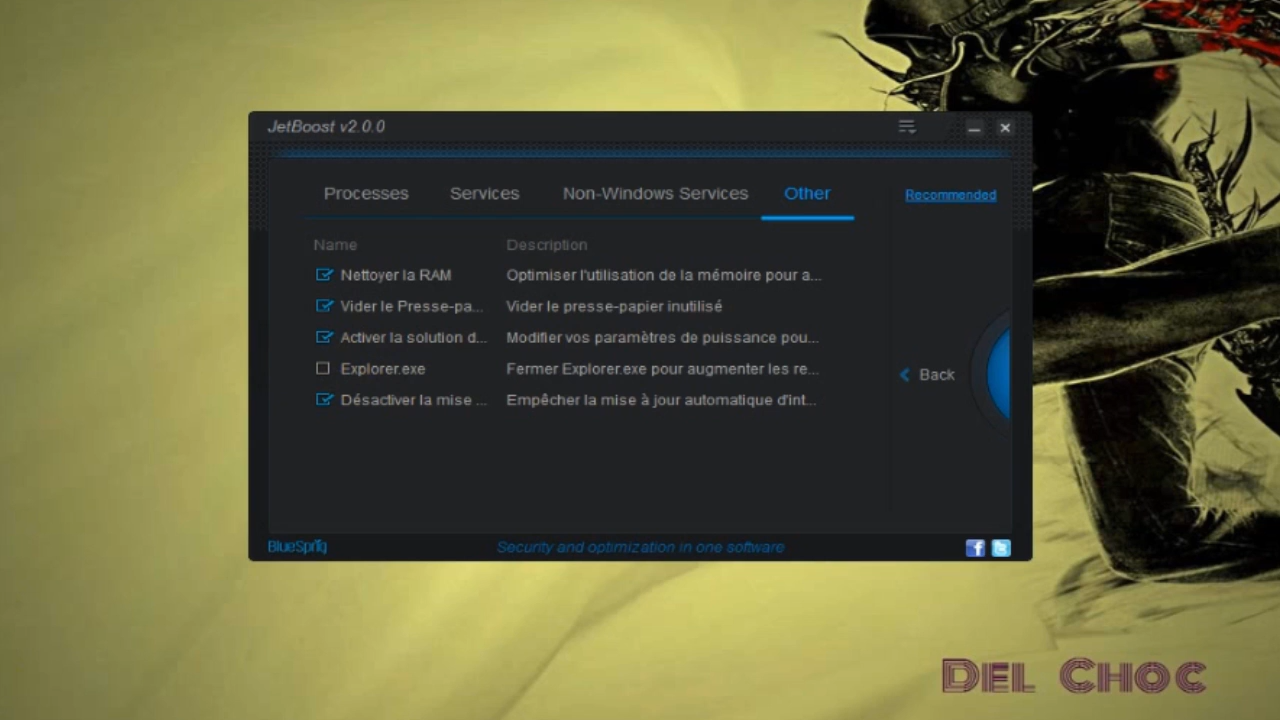 JetBoost v2.0.0
Processes Services Non-Windows Services Other Recommended
Name Description
Nettoyer la RAM Optimiser l'utilisation de la mémoire pour a...
Vider le Presse-pa... Vider le presse-papier inutilisé
Activer la solution d... Modifier vos paramètres de puissance pou...
Explorer.exe Fermer Explorer.exe pour augmenter les re...
Back
Désactiver la mise ... Empêcher la mise à jour automatique d'int...
BlueSpriq Security and optimization in one software
Del Choc